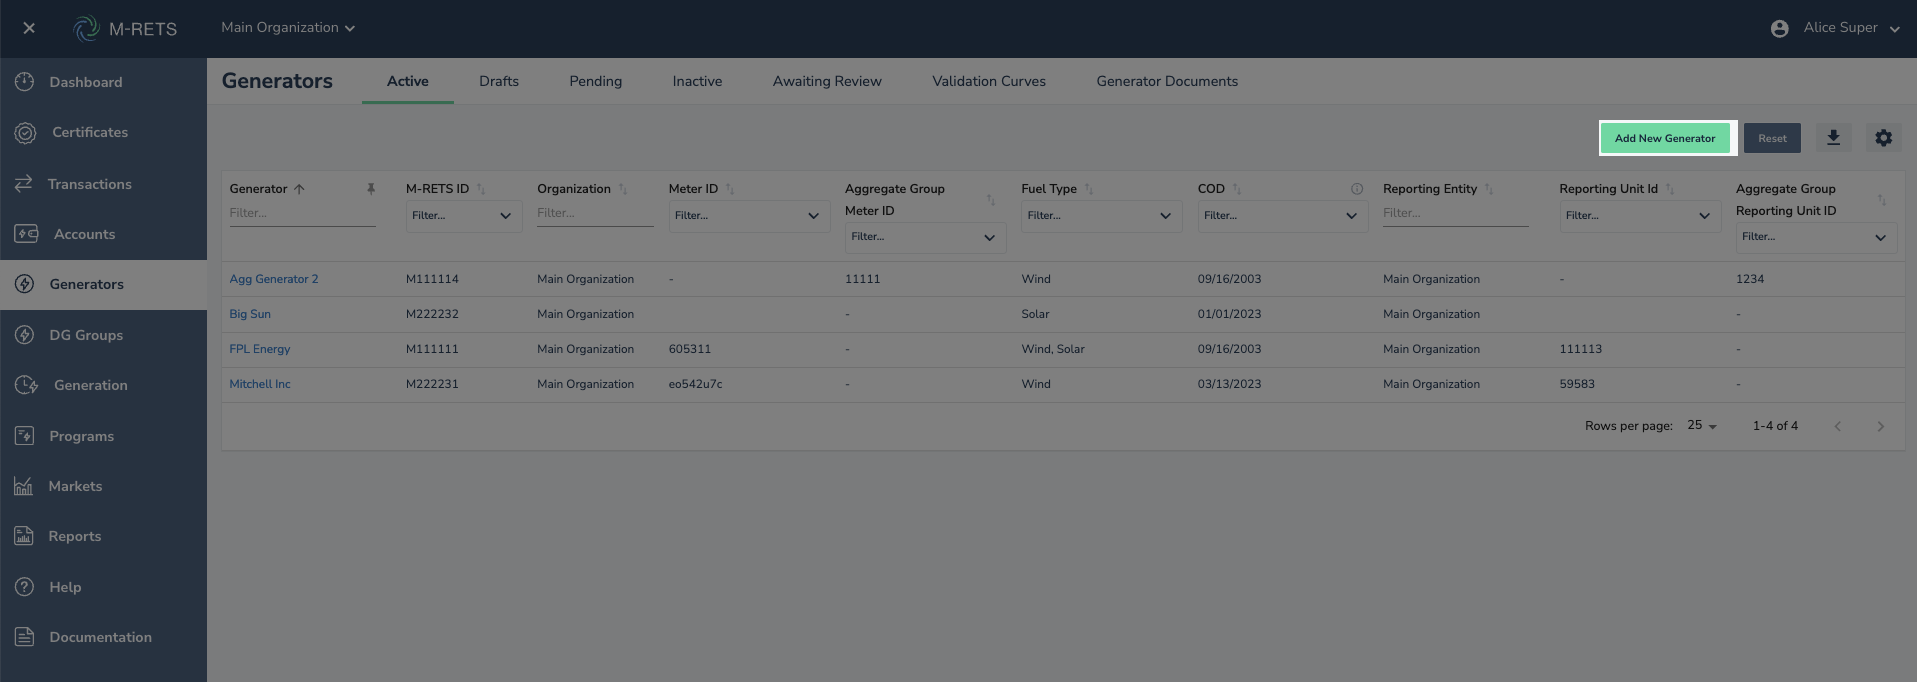 M-RETS
Main Organization
Alice Super
Dashboard
Certificates
Transactions
Accounts
Generators
DG Groups
Generation
Programs
Markets
Reports
Help
Documentation
Generators Active Drafts Pending Inactive Awaiting Review Validation Curves Generator Documents
Add New Generator Reset
Generator M-RETS ID Organization Meter ID Aggregate Group Meter ID Fuel Type COD Reporting Entity Reporting Unit Id Aggregate Group Reporting Unit ID
Filter... Filter... Filter... Filter... Filter... Filter... Filter... Filter... Filter... Filter...
Agg Generator 2 M111114 Main Organization - 11111 Wind 09/16/2003 Main Organization - 1234
Big Sun M222232 Main Organization - Solar 01/01/2023 Main Organization -
FPL Energy M111111 Main Organization 605311 - Wind, Solar 09/16/2003 Main Organization 111113 -
Mitchell Inc M222231 Main Organization eo542u7c - Wind 03/13/2023 Main Organization 59583 -
Rows per page: 25 1-4 of 4